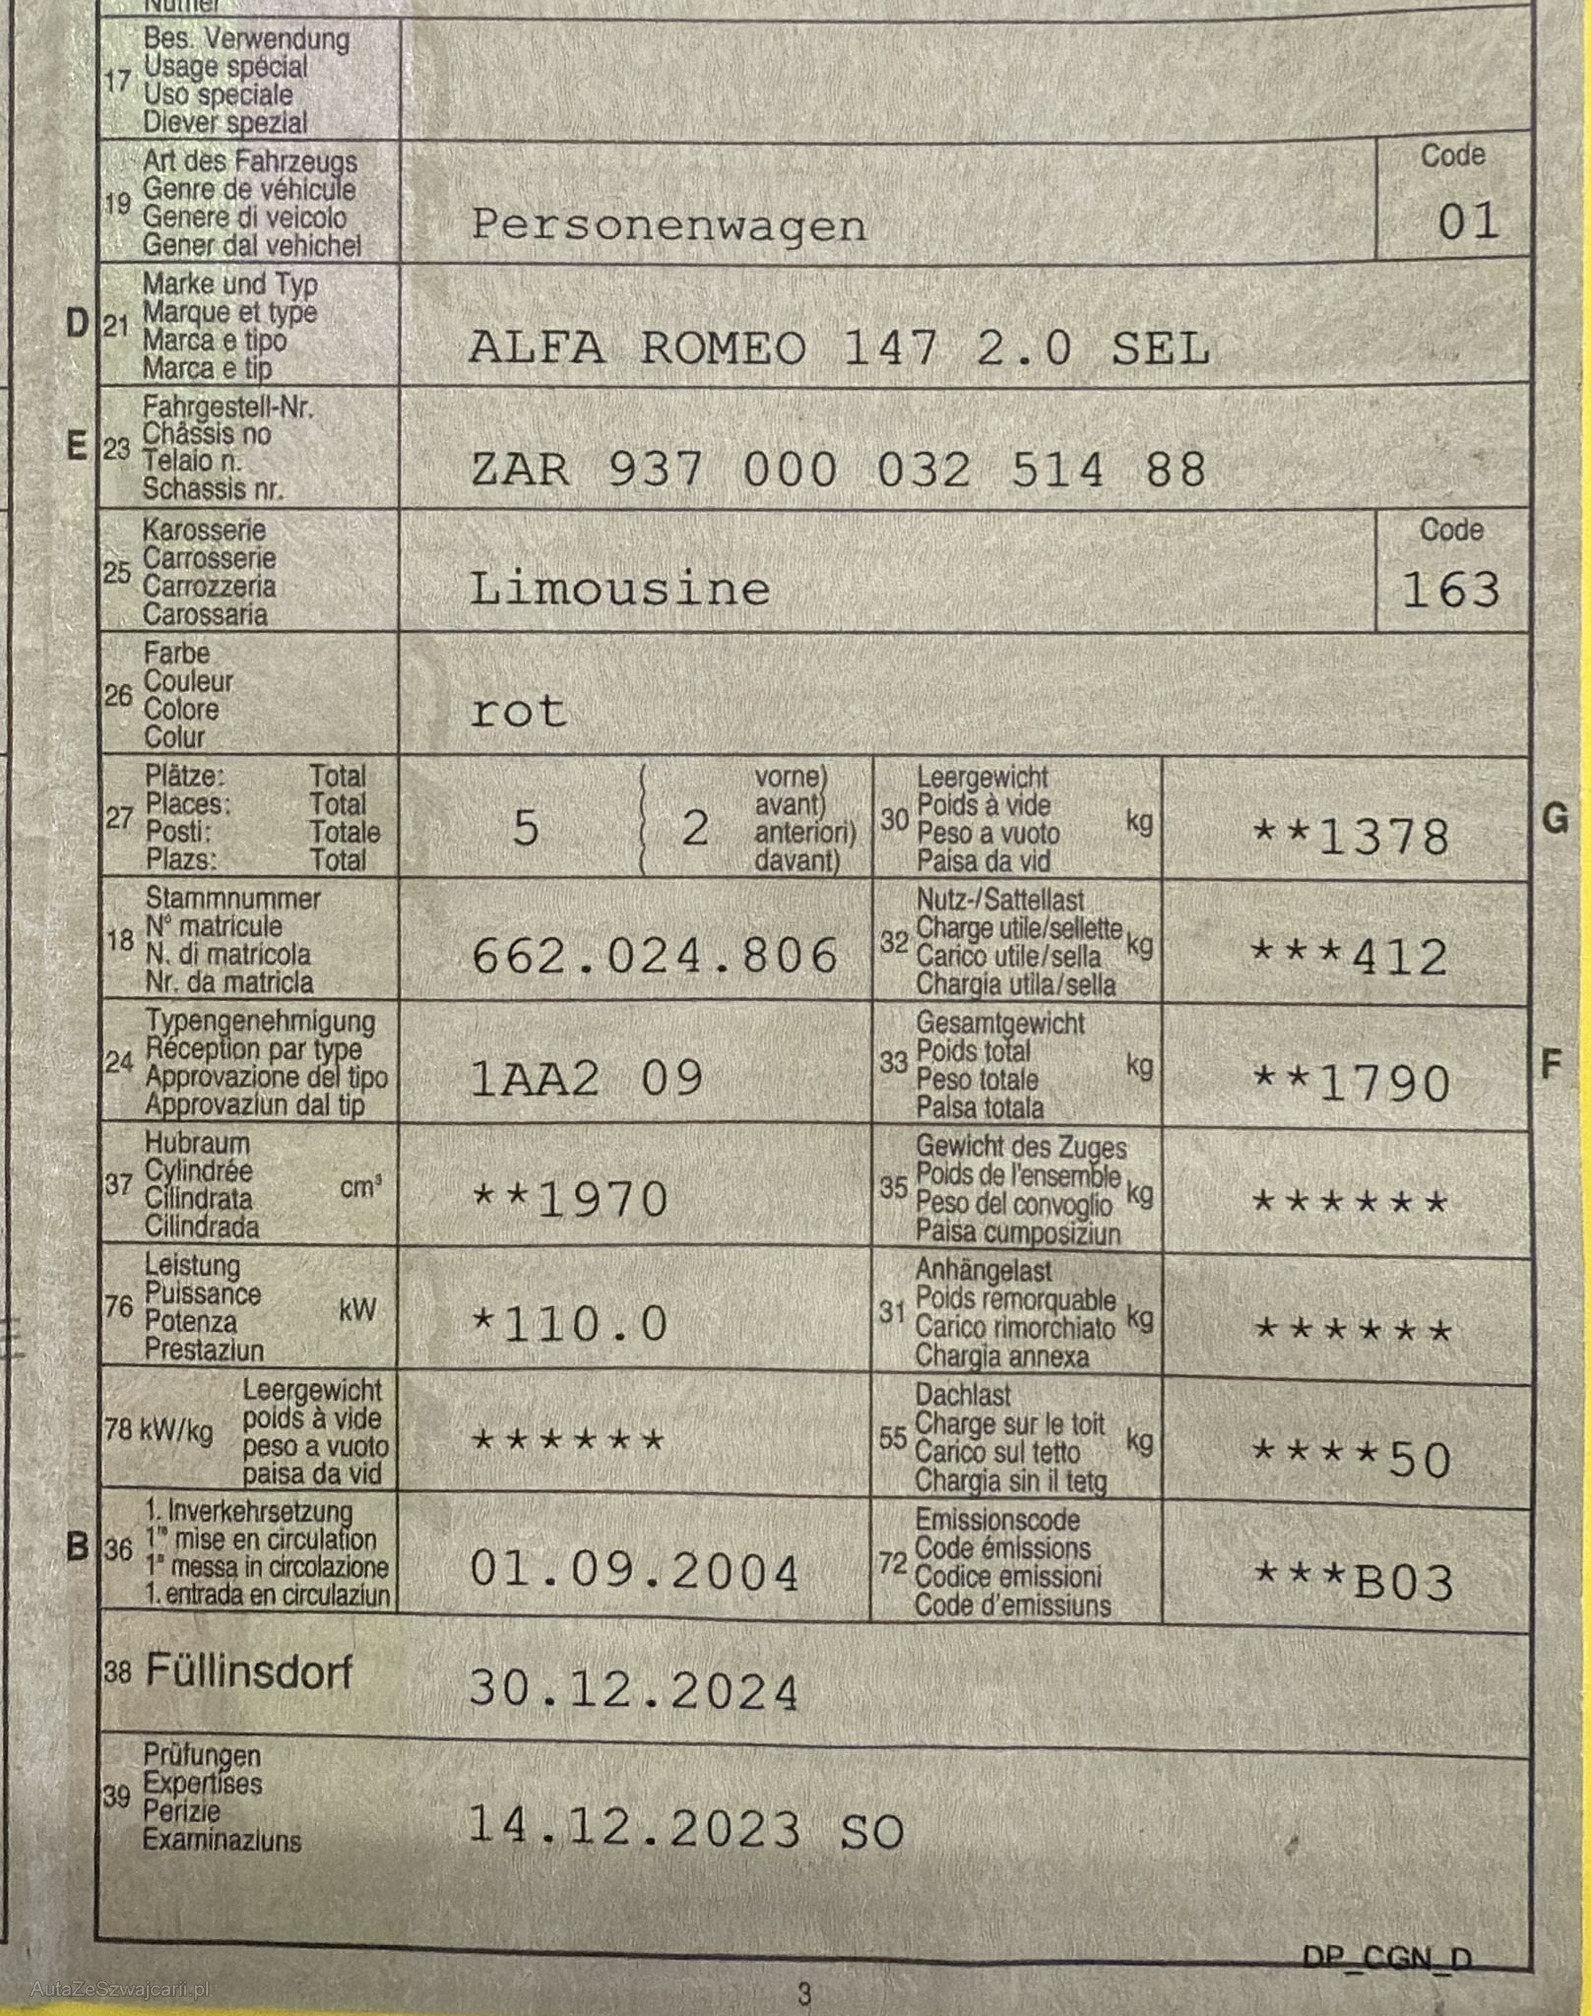 Numer
17 Bes. Verwendung
Usage spécial
Uso speciale
Diever spezial
19 Art des Fahrzeugs
Genre de véhicule
Genere di veicolo
Gener dal vehichel
Personenwagen
Code
01
D 21 Marke und Typ
Marque et type
Marca e tipo
Marca e tip
ALFA ROMEO 147 2.0 SEL
E 23 Fahrgestell-Nr.
Châssis no
Telaio n.
Schassis nr.
ZAR 937 000 032 514 88
25 Karosserie
Carrosserie
Carrozzeria
Carossaria
Limousine
Code
163
26 Farbe
Couleur
Colore
Colur
rot
27 Plätze: Total
Places: Total
Posti: Totale
Plazs: Total
5 ( 2
vorne)
avant)
anteriori)
davant)
30 Leergewicht
Poids à vide
Peso a vuoto
Paisa da vid
kg
**1378
G
18 Stammnummer
N° matricule
N. di matricola
Nr. da matricla
662.024.806
32 Nutz-/Sattellast
Charge utile/sellette
Carico utile/sella
Chargia utila/sella
kg
***412
24 Typengenehmigung
Réception par type
Approvazione del tipo
Approvaziun dal tip
1AA2 09
33 Gesamtgewicht
Poids total
Peso totale
Paisa totala
kg
**1790
F
37 Hubraum
Cylindrée
Cilindrata
Cilindrada
cm³
**1970
35 Gewicht des Zuges
Poids de l'ensemble
Peso del convoglio
Paisa cumposiziun
kg
******
76 Leistung
Puissance
Potenza
Prestaziun
kW
*110.0
31 Anhängelast
Poids remorquable
Carico rimorchiato
Chargia annexa
kg
******
78 kW/kg
Leergewicht
poids à vide
peso a vuoto
paisa da vid
******
55 Dachlast
Charge sur le toit
Carico sul tetto
Chargia sin il tetg
kg
****50
B 36 1. Inverkehrsetzung
1re mise en circulation
1a messa in circolazione
1. entrada en circulaziun
01.09.2004
72 Emissionscode
Code émissions
Codice emissioni
Code d'emissiuns
***B03
38 Füllinsdorf
30.12.2024
39 Prüfungen
Expertises
Perizie
Examinaziuns
14.12.2023 SO
DP_CGN_D
3
AutaZeSzwajcarii.pl